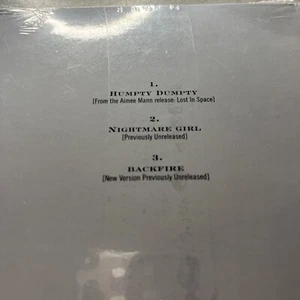 1.
Humpty Dumpty
[From the Aimee Mann release: Lost In Space]
2.
Nightmare Girl
[Previously Unreleased]
3.
Backfire
[New Version Previously Unreleased]